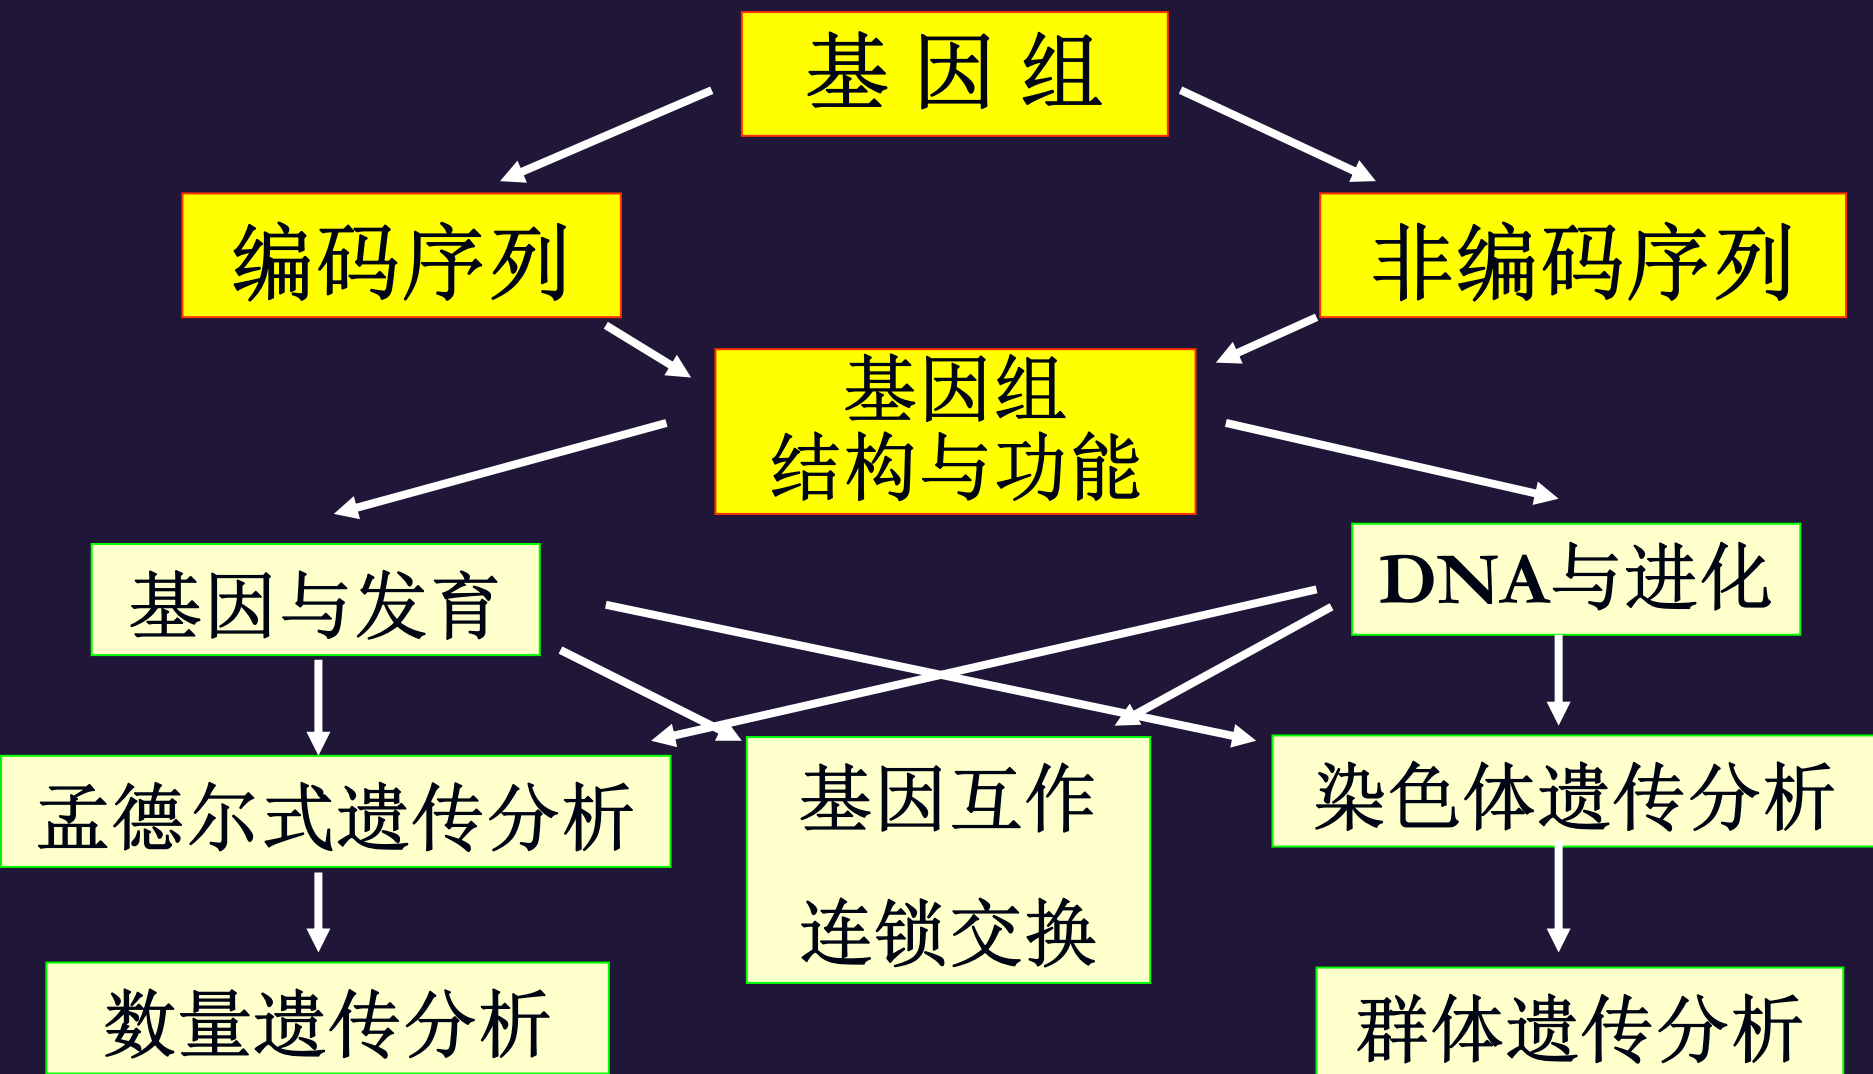 基因组
编码序列
非编码序列
基因组
结构与功能
基因与发育
DNA与进化
孟德尔式遗传分析
基因互作
连锁交换
染色体遗传分析
数量遗传分析
群体遗传分析